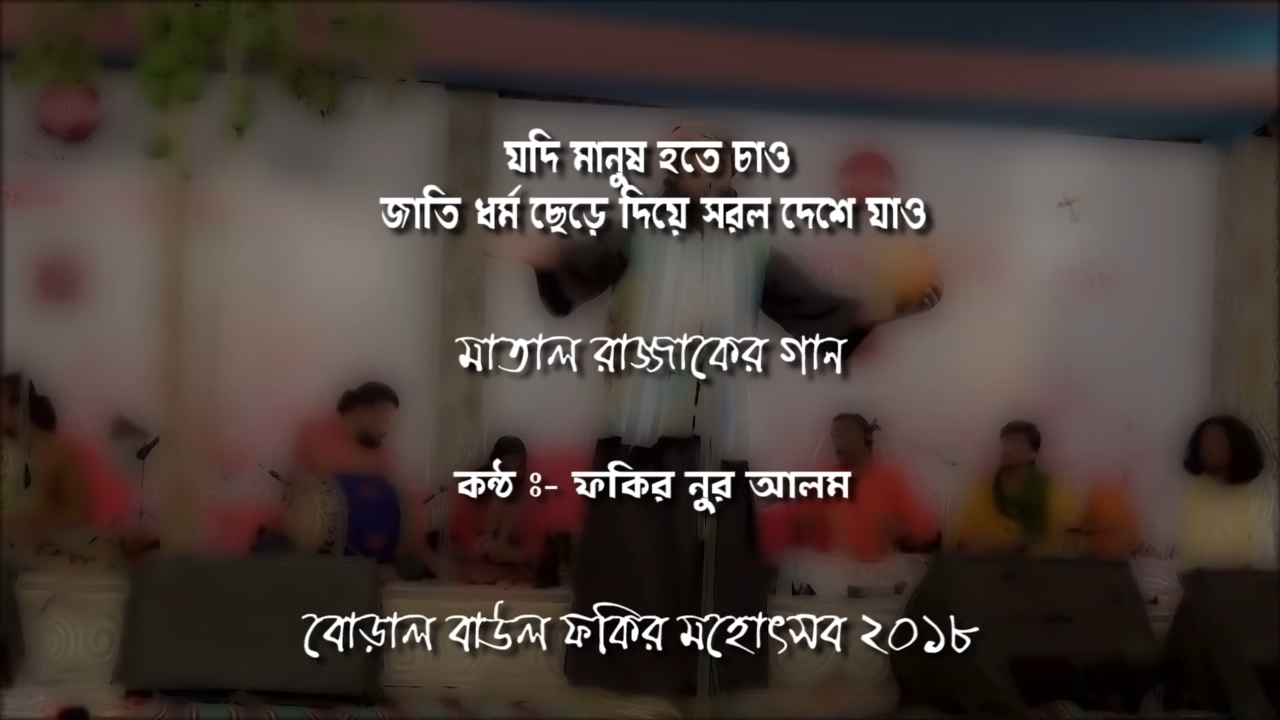 যদি মানুষ হতে চাও
জাতি ধর্ম ছেড়ে দিয়ে সরল দেশে যাও
মাতাল রাজ্জাকের গান
কন্ঠ ঃ- ফকির নুর আলম
বোড়াল বাউল ফকির মহোৎসব ২০১৮